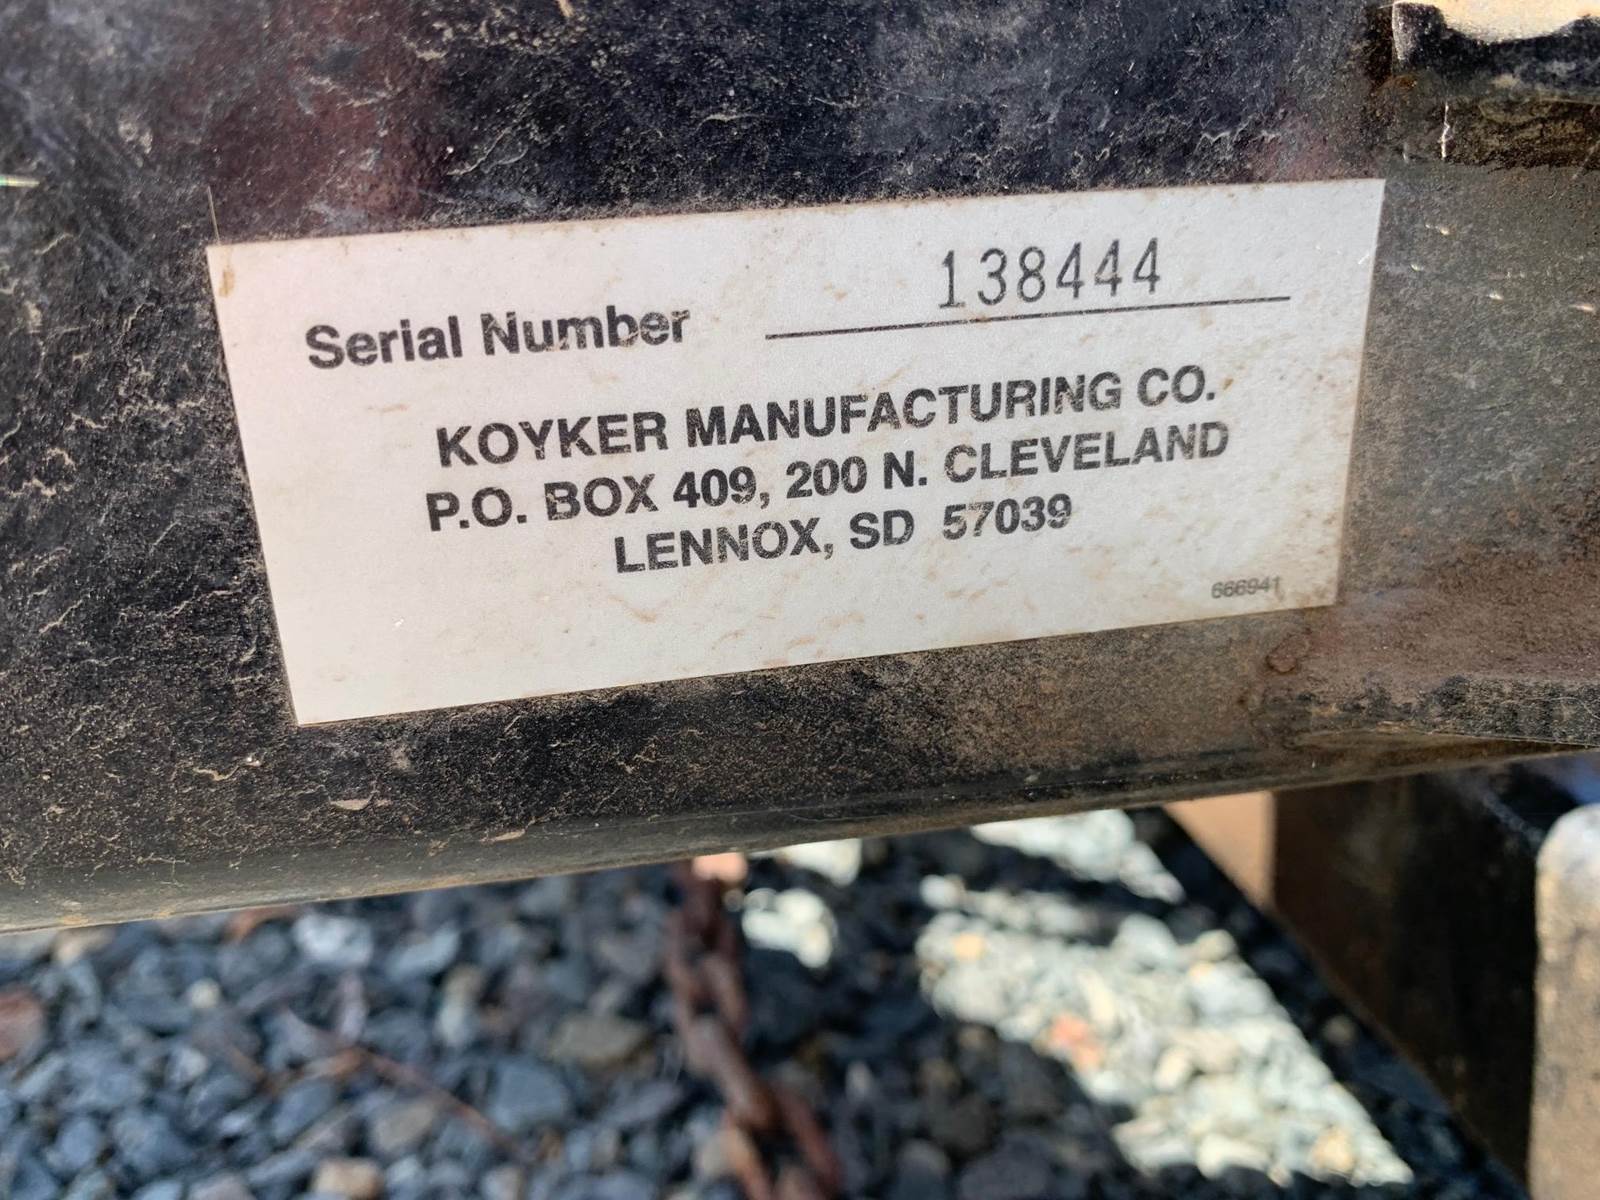 Serial Number 138444
KOYKER MANUFACTURING CO.
P.O. BOX 409, 200 N. CLEVELAND
LENNOX, SD 57039
666941